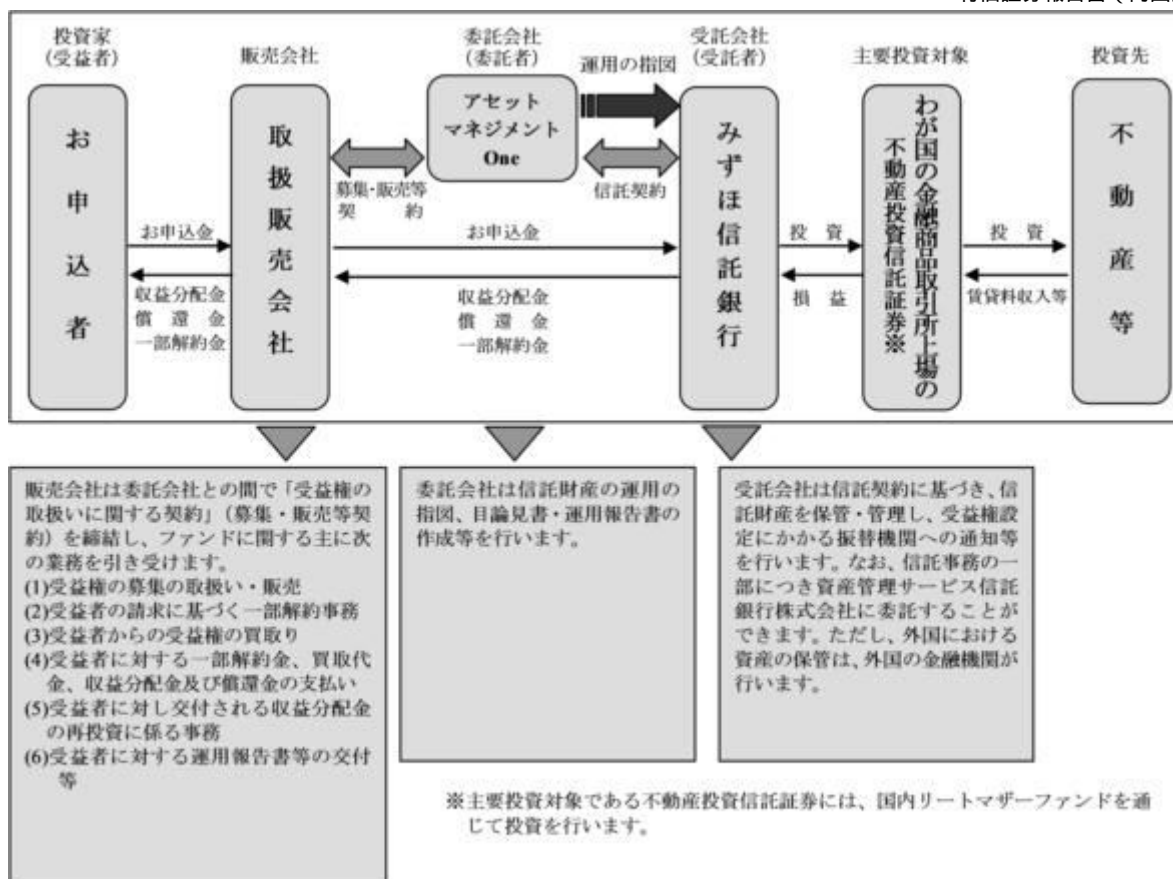 投資家
(受益者)
お申込者
販売会社
取扱販売会社
委託会社
(委託者)
アセット
マネジメント
One
運用の指図
受託会社
(受託者)
みずほ信託銀行
主要投資対象
わが国の金融商品取引所上場の
不動産投資信託証券※
投資先
不動産等
募集・販売等
契約
信託契約
お申込金
収益分配金
償還金
一部解約金
お申込金
収益分配金
償還金
一部解約金
投資
損益
投資
賃貸料収入等
販売会社は委託会社との間で「受益権の
取扱いに関する契約」(募集・販売等契
約)を締結し、ファンドに関する主に次
の業務を引き受けます。
(1)受益権の募集の取扱い・販売
(2)受益者の請求に基づく一部解約事務
(3)受益者からの受益権の買取り
(4)受益者に対する一部解約金、買取代
金、収益分配金及び償還金の支払い
(5)受益者に対し交付される収益分配金
の再投資に係る事務
(6)受益者に対する運用報告書等の交付
等
委託会社は信託財産の運用の
指図、目論見書・運用報告書の
作成等を行います。
受託会社は信託契約に基づき、信
託財産を保管・管理し、受益権設
定にかかる振替機関への通知等
を行います。なお、信託事務の一
部につき資産管理サービス信託
銀行株式会社に委託することが
できます。ただし、外国における
資産の保管は、外国の金融機関が
行います。
※主要投資対象である不動産投資信託証券には、国内リートマザーファンドを通
じて投資を行います。